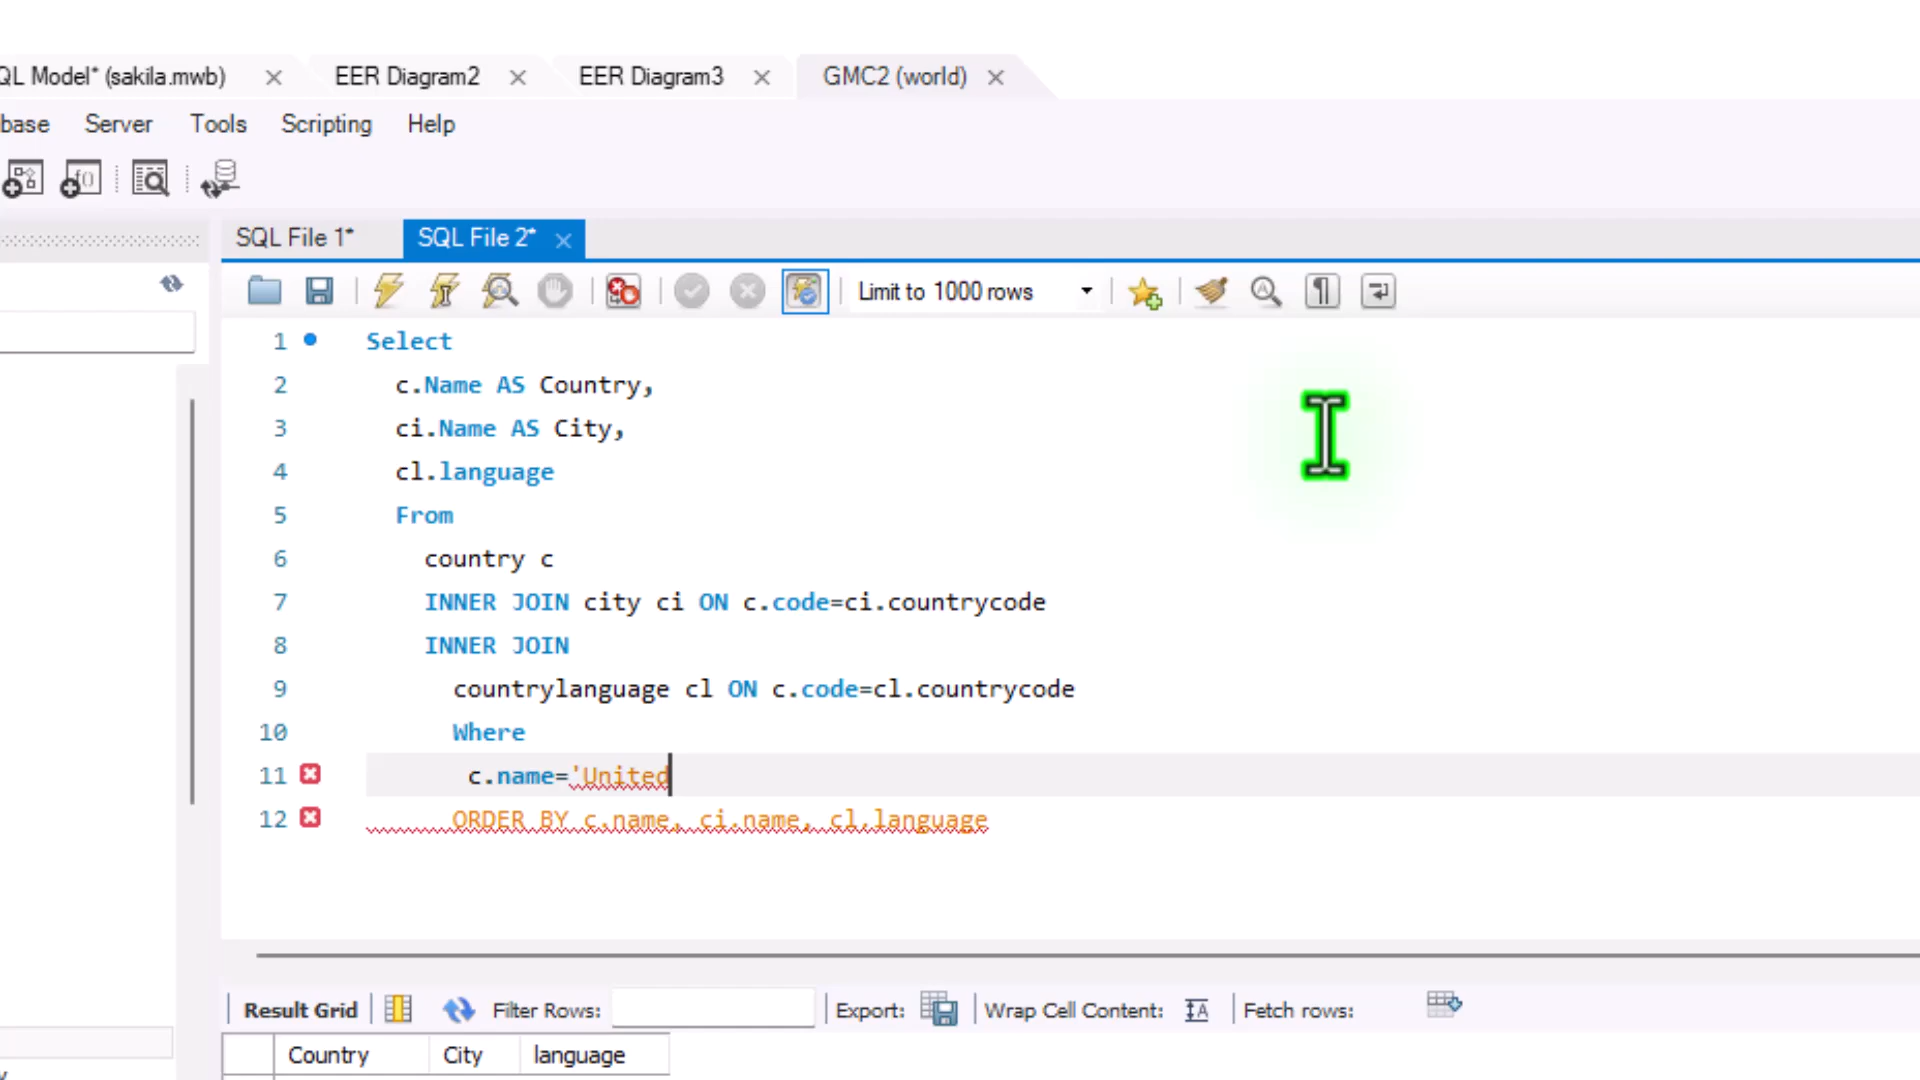 QL Model* (sakila.mwb) EER Diagram2 EER Diagram3 GMC2 (world)
base Server Tools Scripting Help
SQL File 1* SQL File 2*
Limit to 1000 rows
1 Select
2 c.Name AS Country,
3 ci.Name AS City,
4 cl.language
5 From
6 country c
7 INNER JOIN city ci ON c.code=ci.countrycode
8 INNER JOIN
9 countrylanguage cl ON c.code=cl.countrycode
10 Where
11 c.name='United
12 ORDER BY c.name, ci.name, cl.language
Result Grid Filter Rows: Export: Wrap Cell Content: Fetch rows:
Country City language